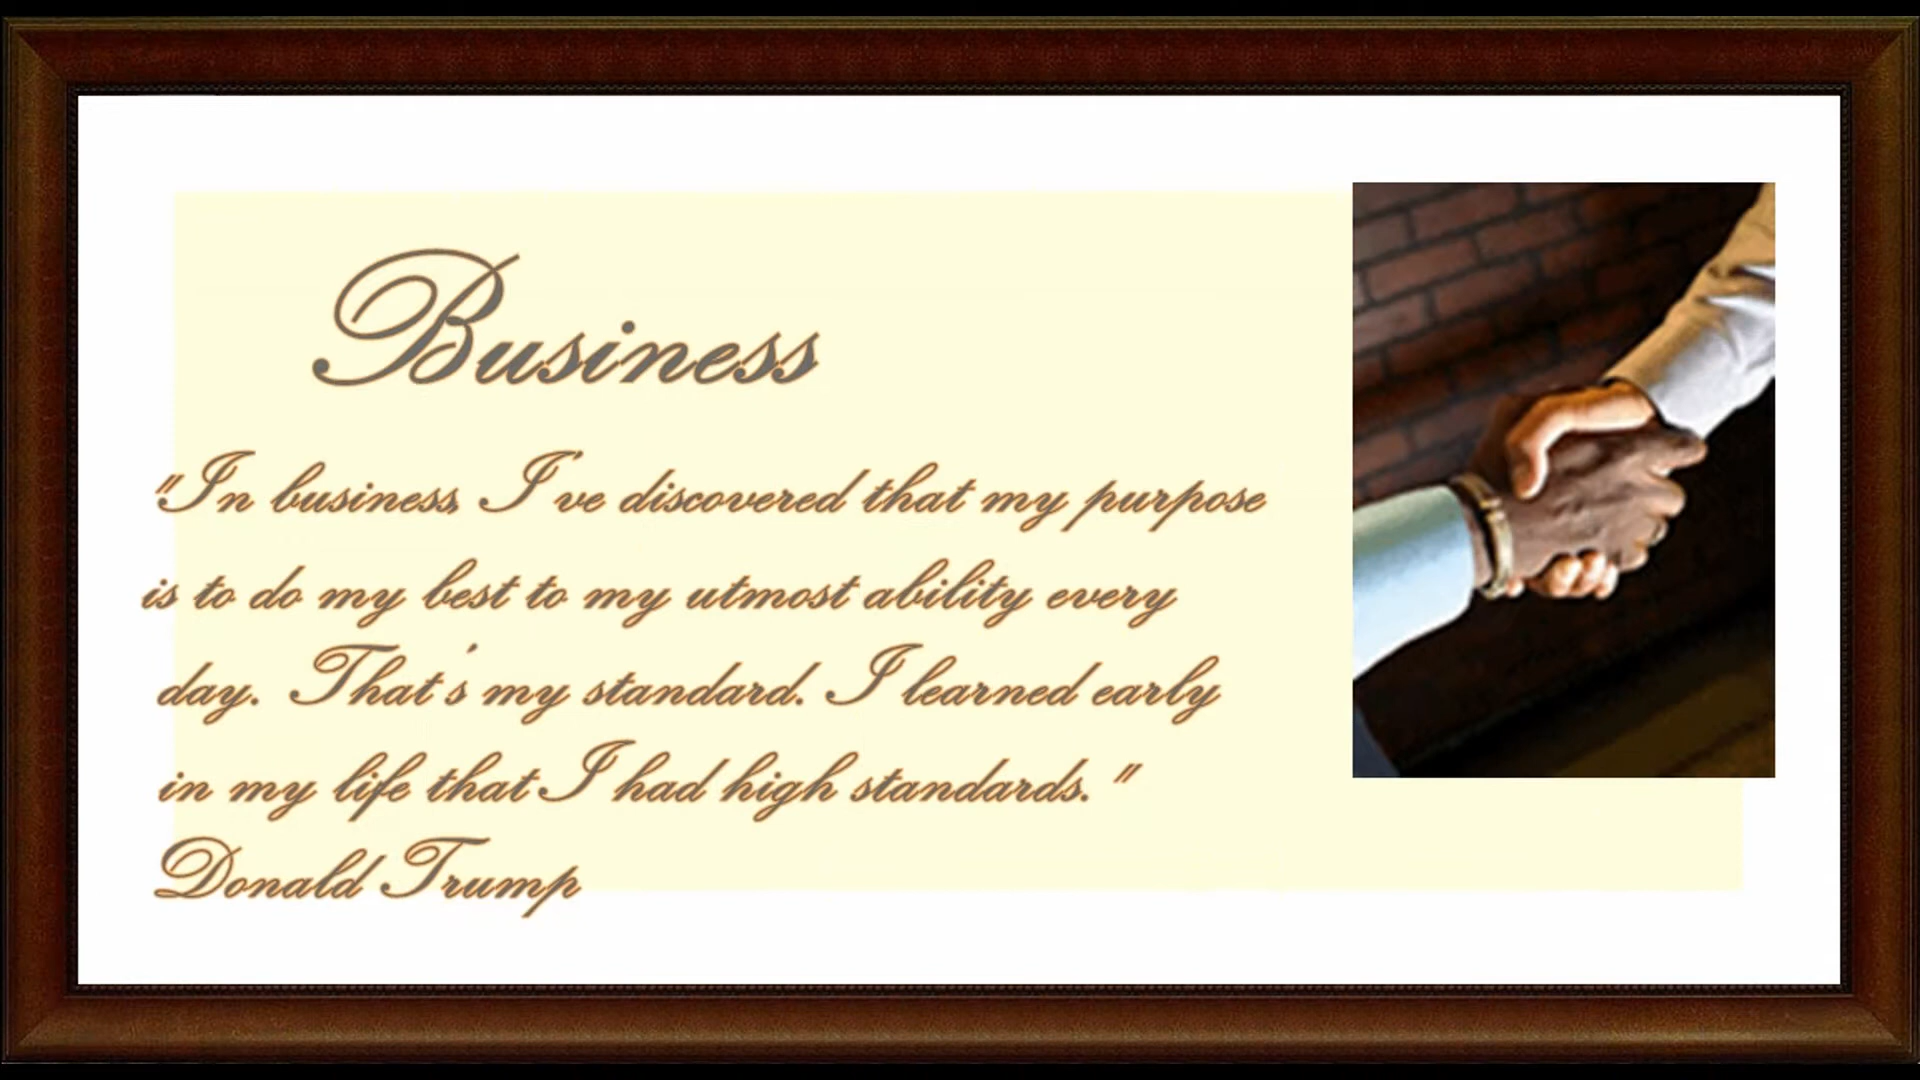 Business
"In business, I've discovered that my purpose
is to do my best to my utmost ability every
day. That's my standard. I learned early
in my life that I had high standards."
Donald Trump